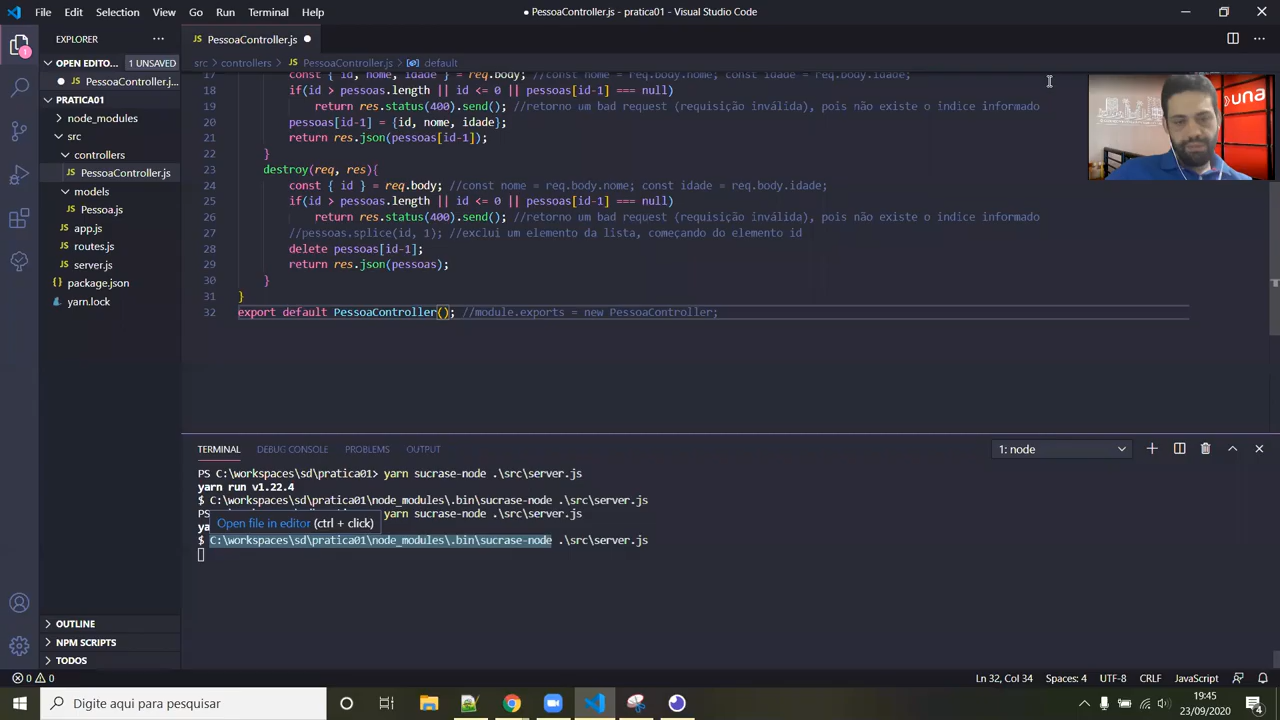 File Edit Selection View Go Run Terminal Help
● PessoaController.js - pratica01 - Visual Studio Code
EXPLORER
PessoaController.js
OPEN EDITO... 1 UNSAVED
src > controllers > PessoaController.js > default
JS PessoaController.j...
PRATICA01
node_modules
src
controllers
JS PessoaController.js
models
JS Pessoa.js
JS app.js
JS routes.js
JS server.js
package.json
yarn.lock
17 const { id, nome, idade } = req.body; //const nome = req.body.nome; const idade = req.body.idade;
18 if(id > pessoas.length || id <= 0 || pessoas[id-1] === null)
19 return res.status(400).send(); //retorno um bad request (requisição inválida), pois não existe o indice informado
20 pessoas[id-1] = {id, nome, idade};
21 return res.json(pessoas[id-1]);
22 }
23 destroy(req, res){
24 const { id } = req.body; //const nome = req.body.nome; const idade = req.body.idade;
25 if(id > pessoas.length || id <= 0 || pessoas[id-1] === null)
26 return res.status(400).send(); //retorno um bad request (requisição inválida), pois não existe o indice informado
27 //pessoas.splice(id, 1); //exclui um elemento da lista, começando do elemento id
28 delete pessoas[id-1];
29 return res.json(pessoas);
30 }
31 }
32 export default PessoaController(); //module.exports = new PessoaController;
una
TERMINAL DEBUG CONSOLE PROBLEMS OUTPUT
1: node
PS C:\workspaces\sd\pratica01> yarn sucrase-node .\src\server.js
yarn run v1.22.4
$ C:\workspaces\sd\pratica01\node_modules\.bin\sucrase-node .\src\server.js
PS C:\workspaces\sd\pratica01> yarn sucrase-node .\src\server.js
ya
Open file in editor (ctrl + click)
$ C:\workspaces\sd\pratica01\node_modules\.bin\sucrase-node .\src\server.js
OUTLINE
NPM SCRIPTS
TODOS
0 0
Ln 32, Col 34 Spaces: 4 UTF-8 CRLF JavaScript
Digite aqui para pesquisar
19:45
23/09/2020
4